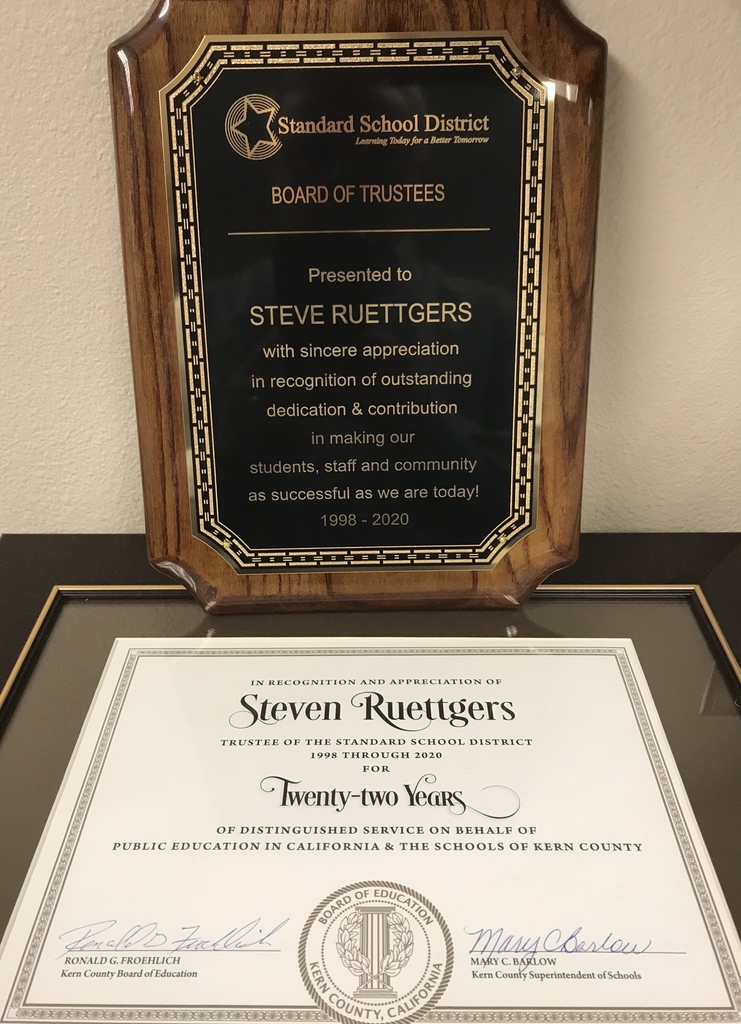 Standard School District
Learning Today for a Better Tomorrow
BOARD OF TRUSTEES
Presented to
STEVE RUETTGERS
with sincere appreciation
in recognition of outstanding
dedication & contribution
in making our
students, staff and community
as successful as we are today!
1998 - 2020
IN RECOGNITION AND APPRECIATION OF
Steven Ruettgers
TRUSTEE OF THE STANDARD SCHOOL DISTRICT
1998 THROUGH 2020
FOR
Twenty-two Years
OF DISTINGUISHED SERVICE ON BEHALF OF
PUBLIC EDUCATION IN CALIFORNIA & THE SCHOOLS OF KERN COUNTY
Ronald G Froehlich
RONALD G. FROEHLICH
Kern County Board of Education
BOARD OF EDUCATION
KERN COUNTY, CALIFORNIA
Mary C Barlow
MARY C. BARLOW
Kern County Superintendent of Schools